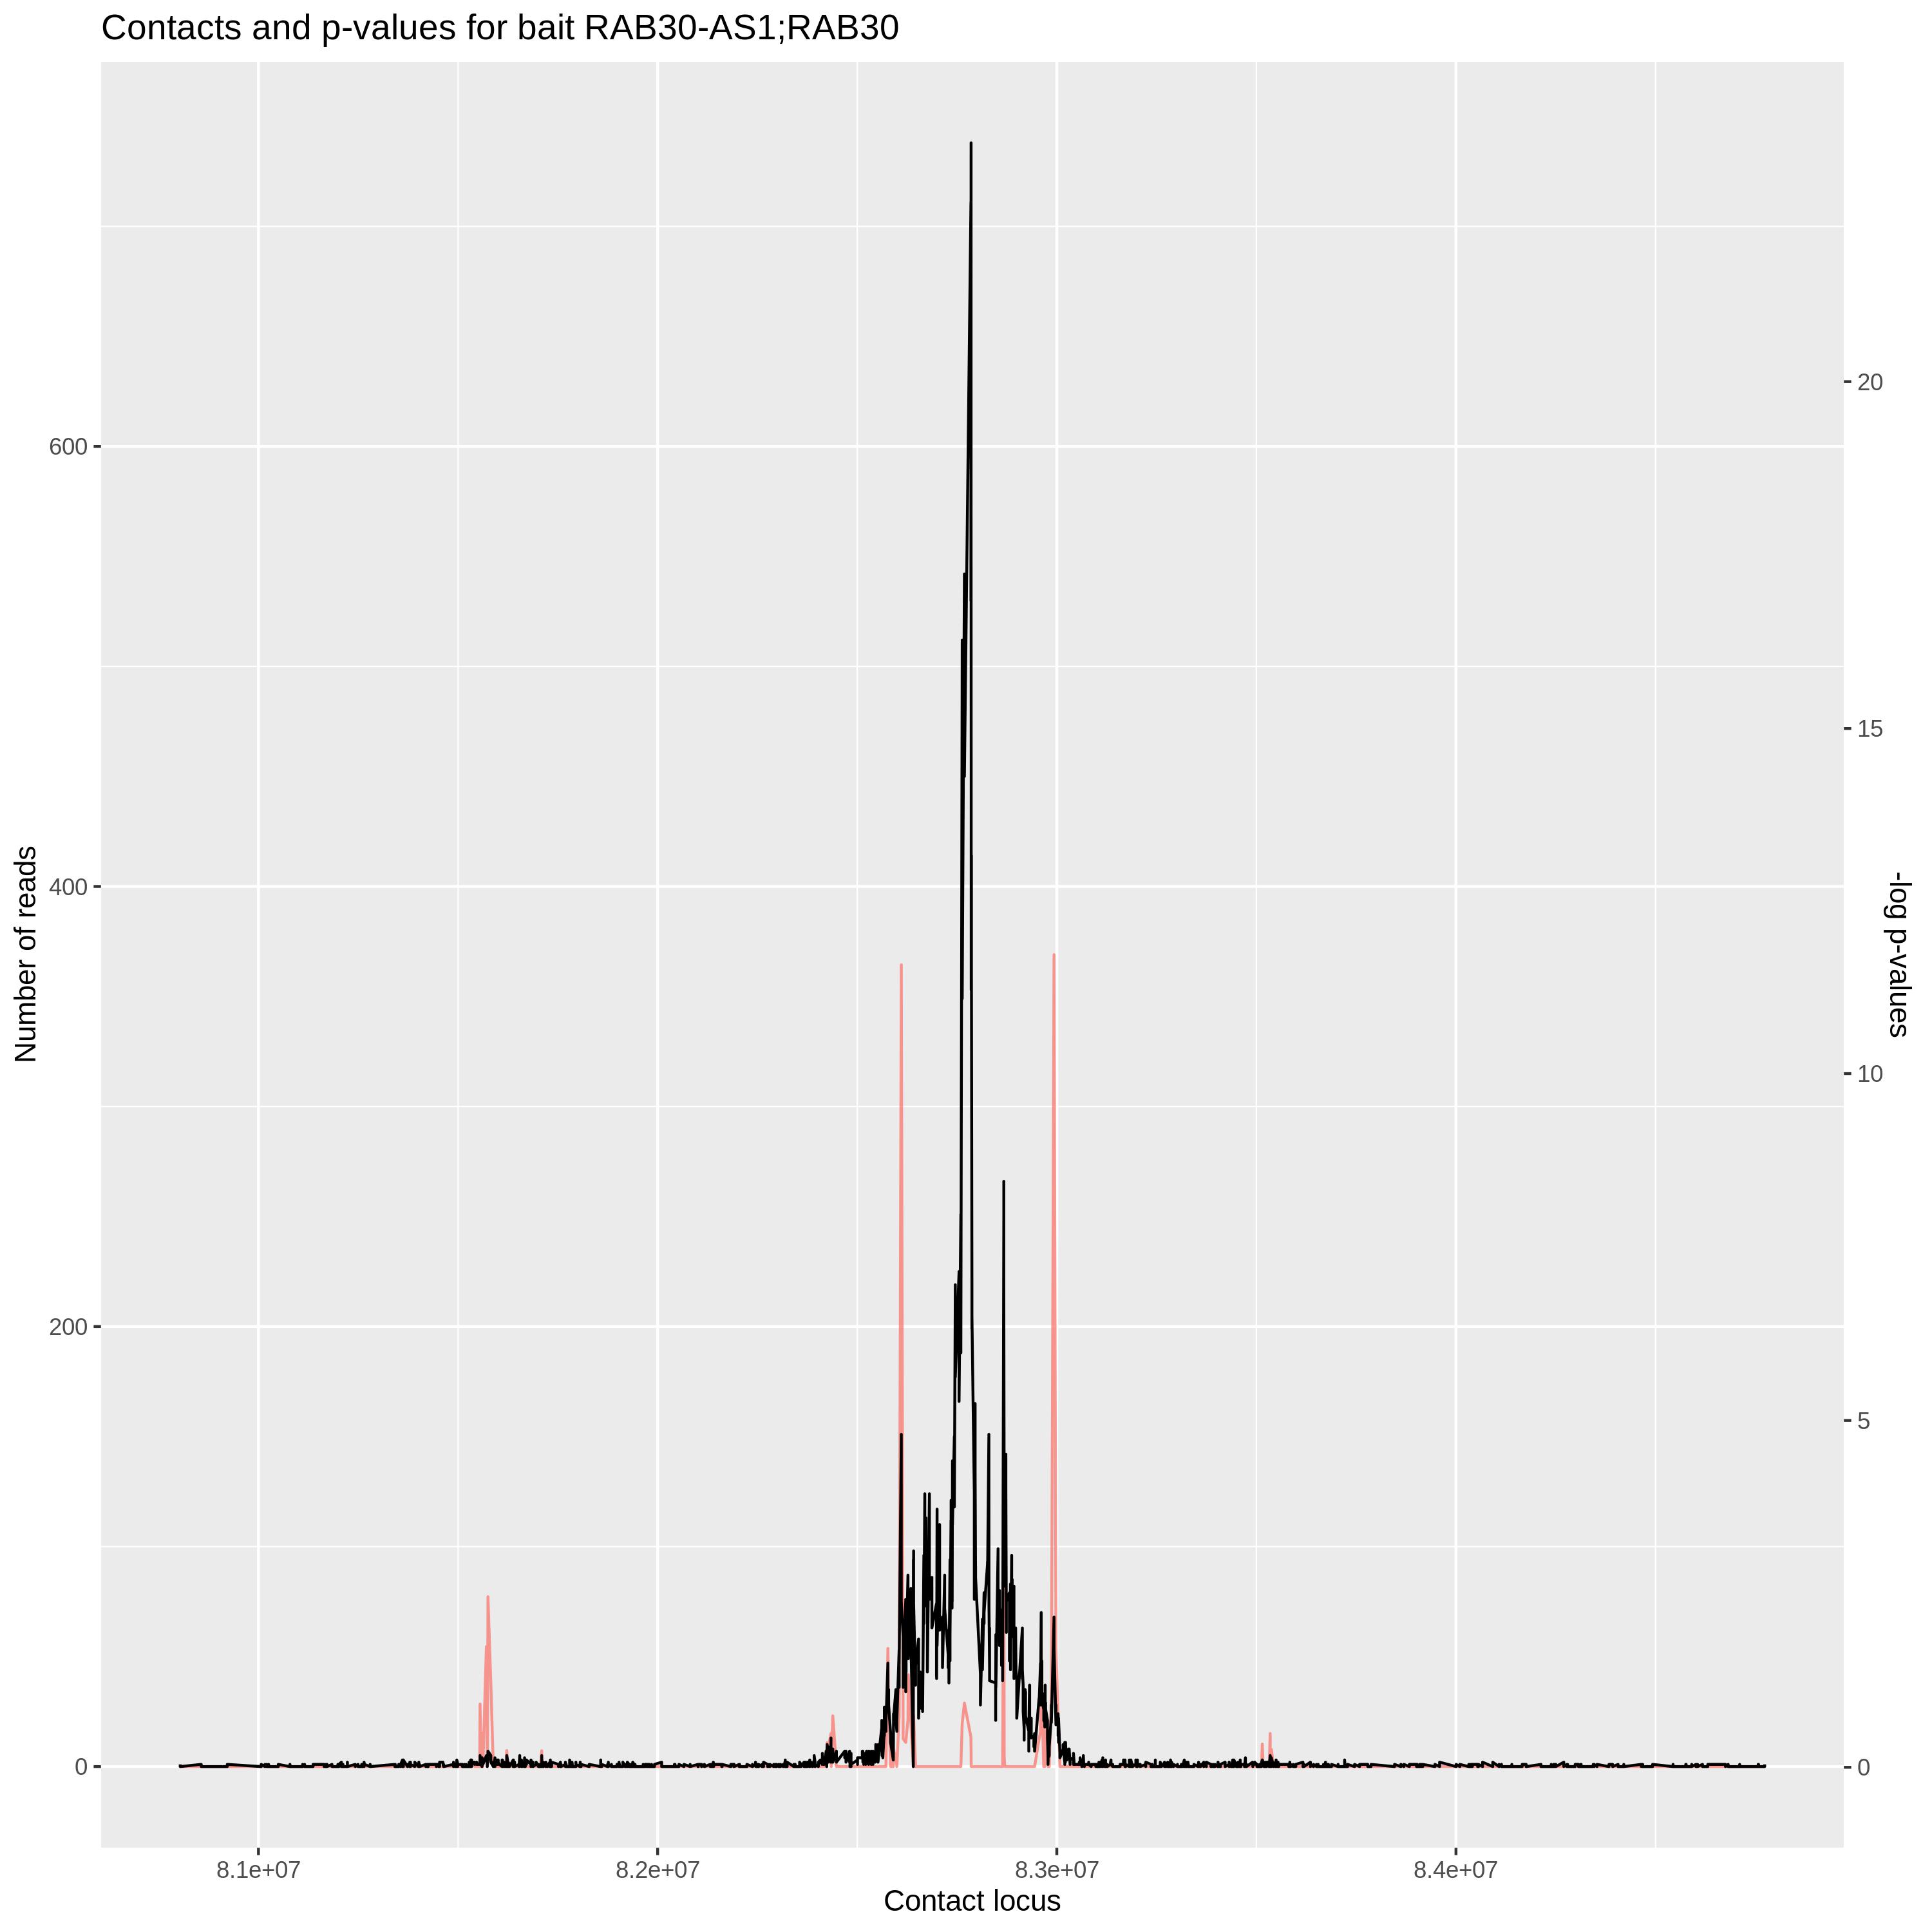 Contacts and p-values for bait RAB30-AS1;RAB30
Number of reads
600
400
200
0
20
15
10
5
0
-log p-values
8.1e+07
8.2e+07
8.3e+07
8.4e+07
Contact locus